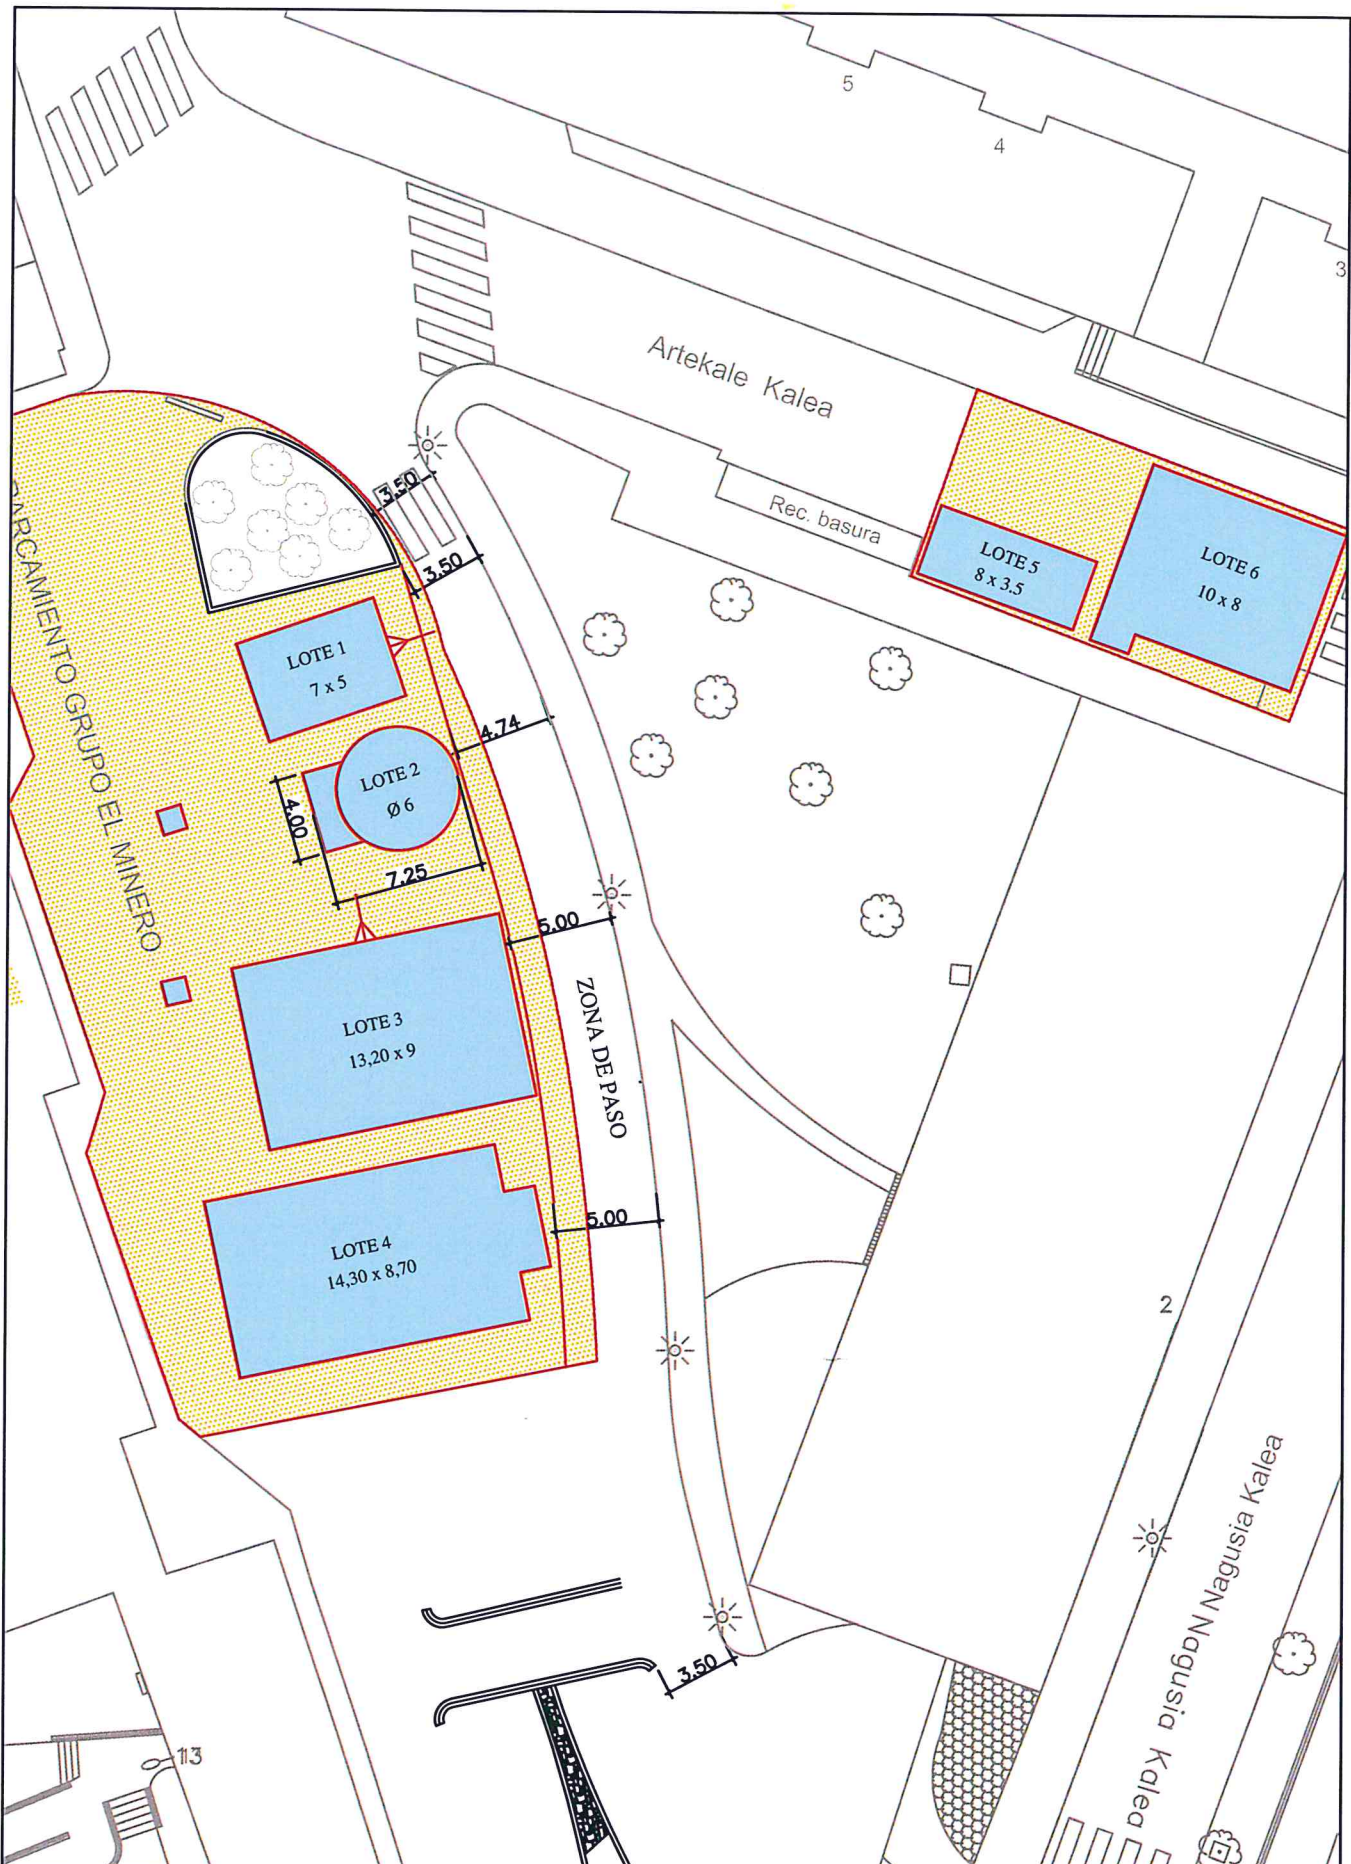 5
4
3
Artekale Kalea
Rec. basura
LOTE 5
8 x 3.5
LOTE 6
10 x 8
3.50
3.50
PARCAMIENTO GRUPO EL MINERO
LOTE 1
7 x 5
4.74
LOTE 2
Ø 6
4.00
7.25
5.00
LOTE 3
13,20 x 9
ZONA DE PASO
5.00
LOTE 4
14,30 x 8,70
2
Nagusia Kalea
Nagusia Kalea
3.50
13